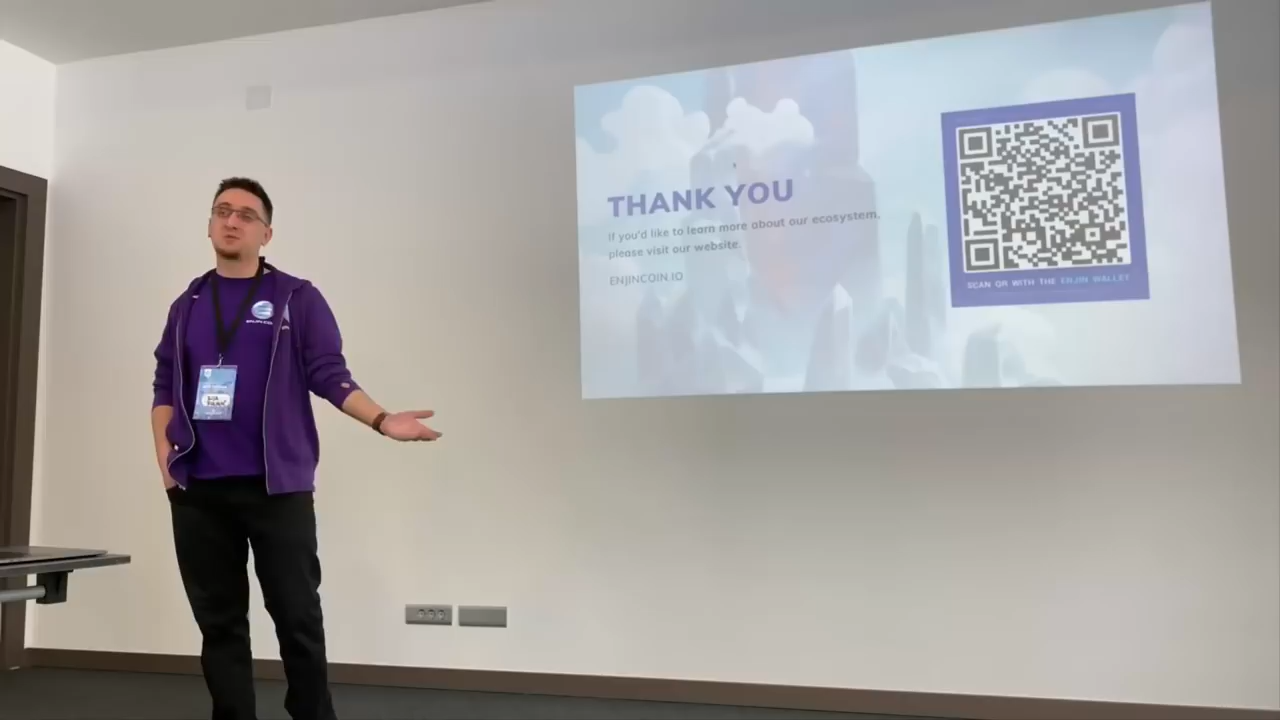 THANK YOU
If you'd like to learn more about our ecosystem,
please visit our website.
ENJINCOIN.IO
SCAN QR WITH THE ENJIN WALLET